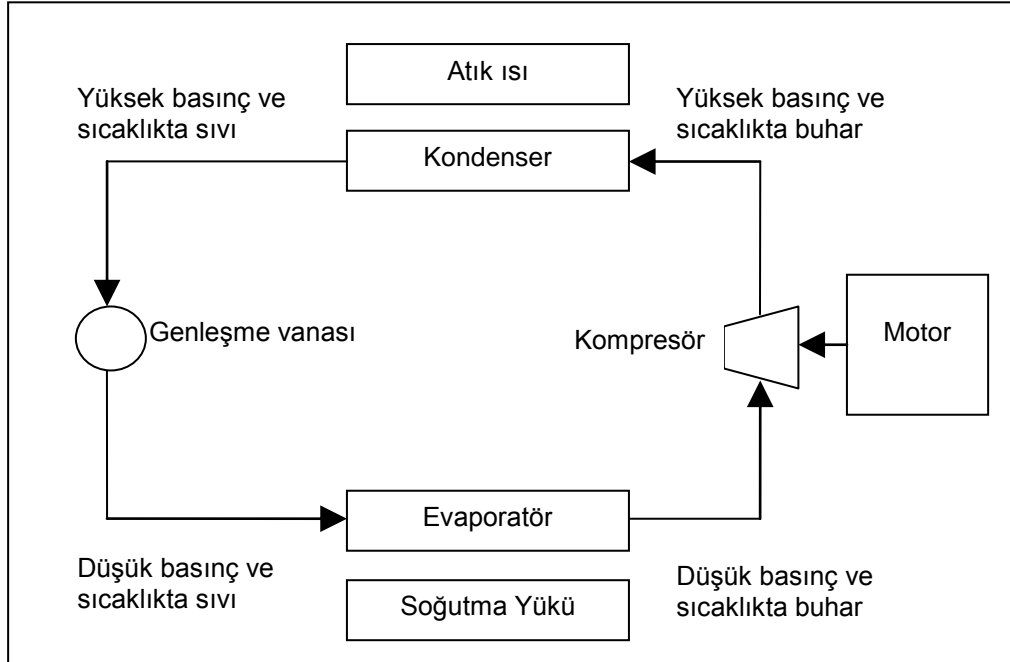 Atık ısı
Yüksek basınç ve
sıcaklıkta sıvı
Yüksek basınç ve
sıcaklıkta buhar
Kondenser
Genleşme vanası
Kompresör
Motor
Evaporatör
Düşük basınç ve
sıcaklıkta sıvı
Düşük basınç ve
sıcaklıkta buhar
Soğutma Yükü